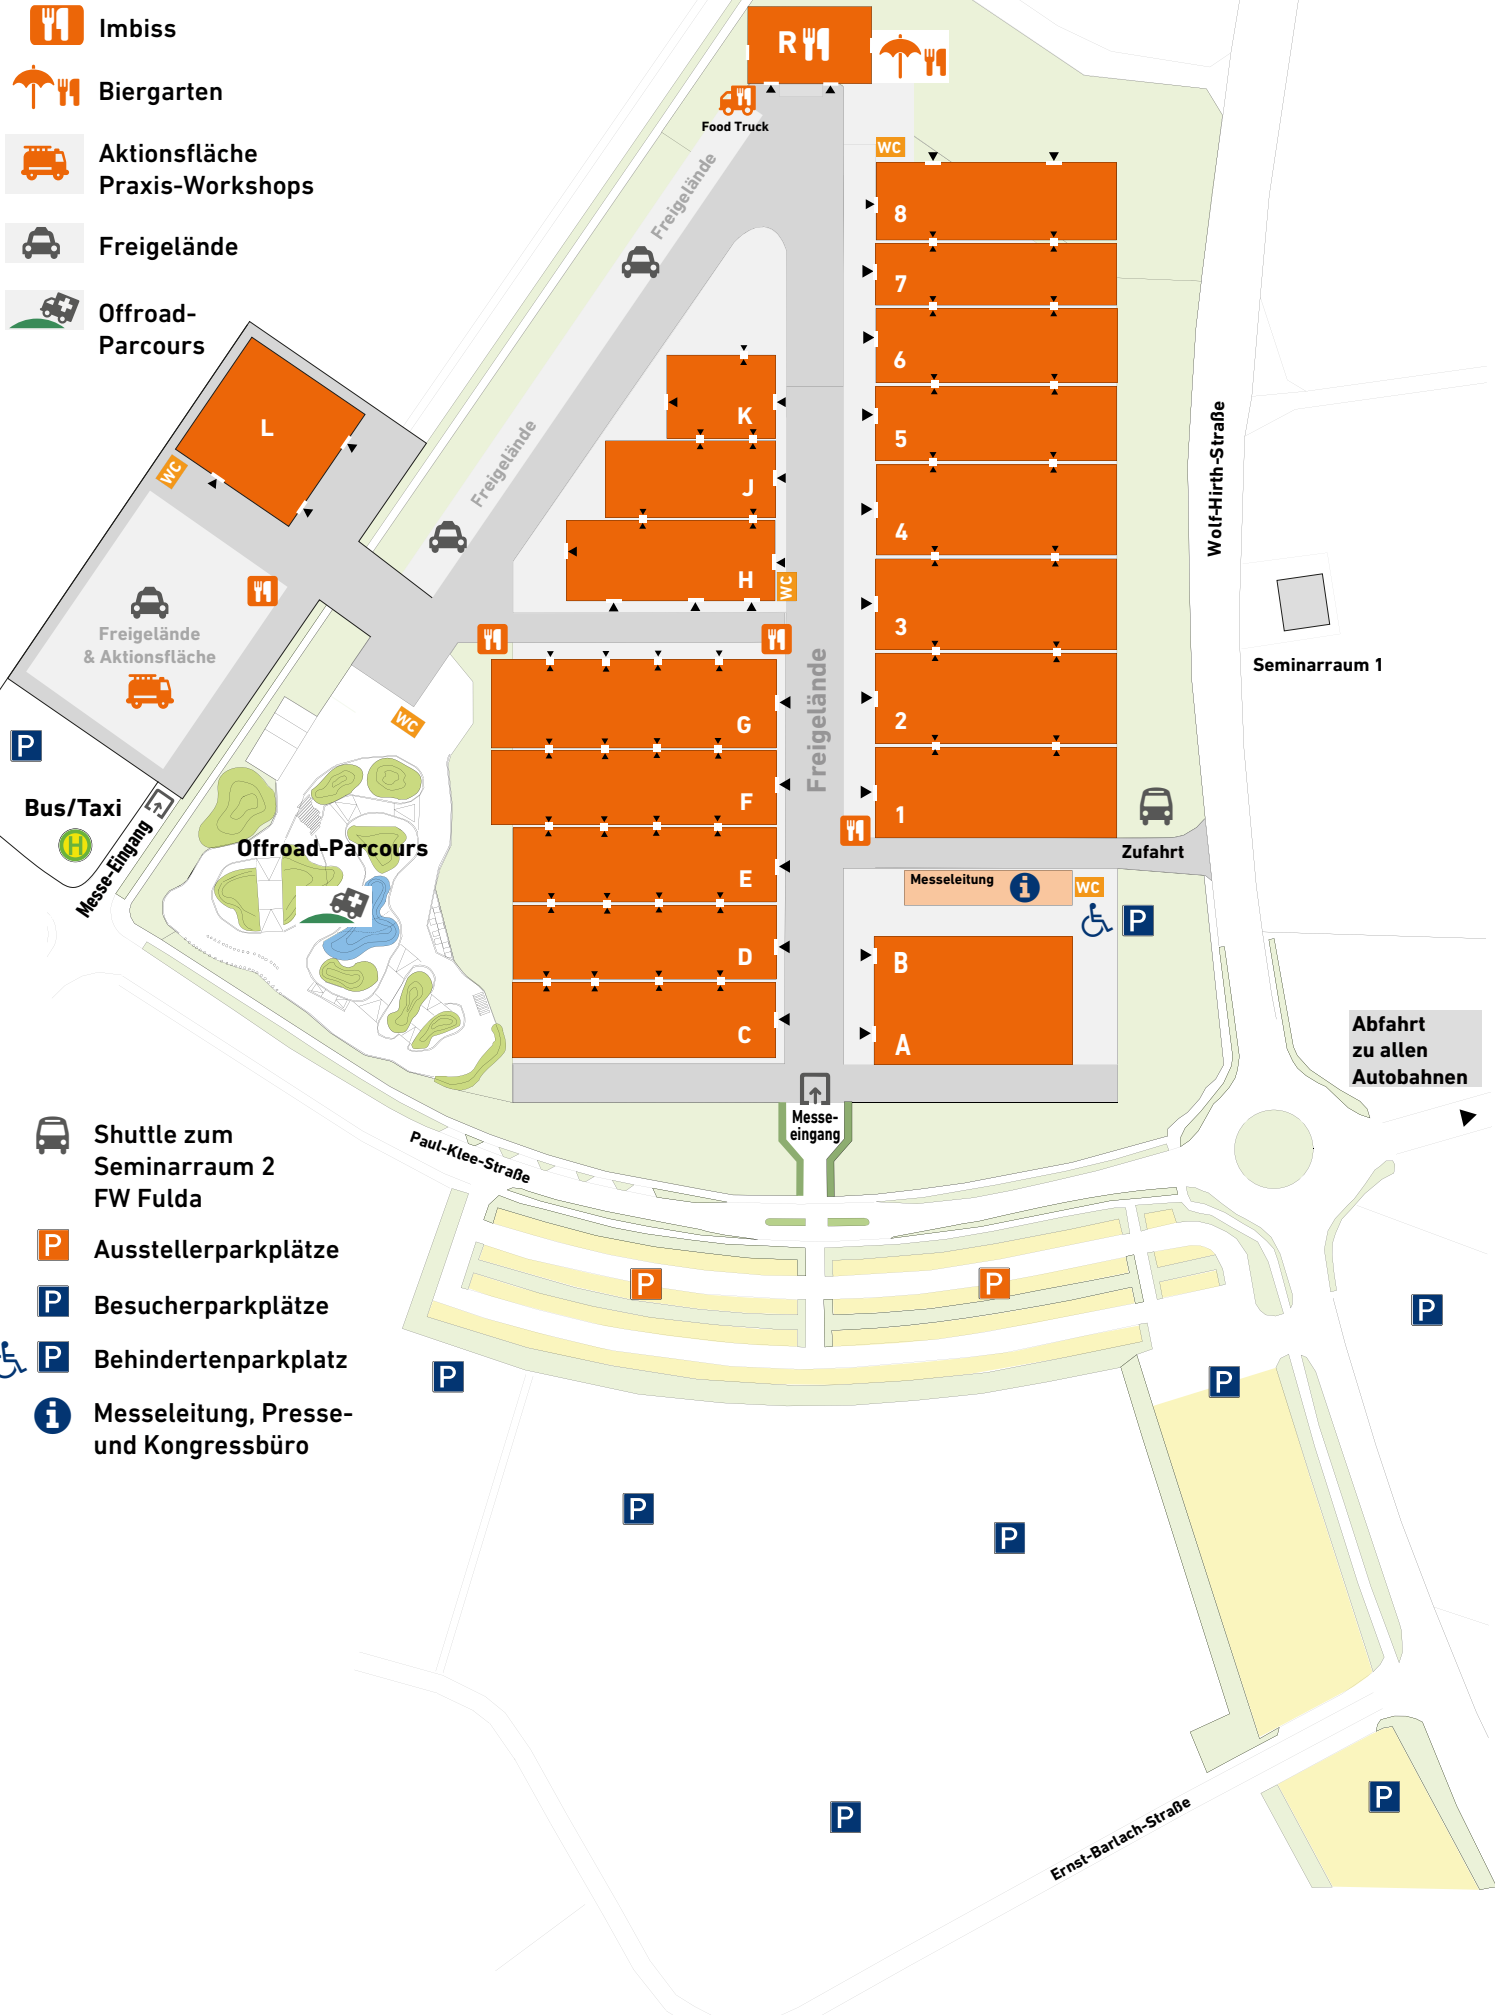 Imbiss
Biergarten
Aktionsfläche
Praxis-Workshops
Freigelände
Offroad-
Parcours
R
Food Truck
WC
Freigelände
8
7
6
5
4
3
2
1
K
J
H
WC
L
WC
Freigelände
Freigelände
& Aktionsfläche
Wolf-Hirth-Straße
Seminarraum 1
G
F
E
D
C
Freigelände
WC
P
Bus/Taxi
H
Messe-Eingang
Offroad-Parcours
Zufahrt
Messeleitung
i
WC
P
B
A
Abfahrt
zu allen
Autobahnen
Messe-
eingang
Paul-Klee-Straße
Shuttle zum
Seminarraum 2
FW Fulda
P
Ausstellerparkplätze
P
Besucherparkplätze
P
Behindertenparkplatz
i
Messeleitung, Presse-
und Kongressbüro
P
P
P
P
P
P
P
P
P
Ernst-Barlach-Straße